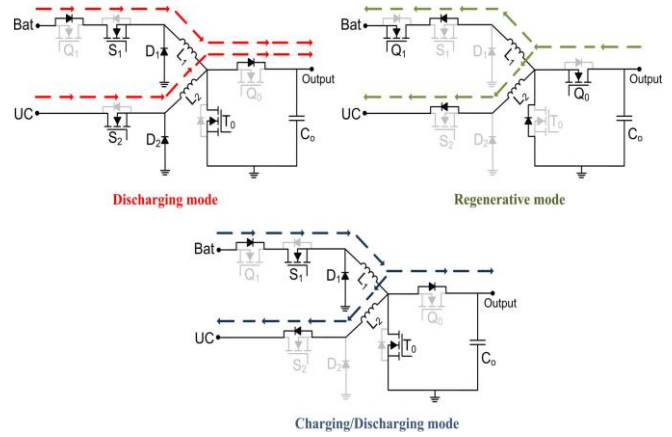 Bat
Q1
S1
D1
L1
L2
Q0
Output
T0
Co
UC
S2
D2
Discharging mode
Bat
Q1
S1
D1
L1
L2
Q0
Output
T0
Co
UC
S2
D2
Regenerative mode
Bat
Q1
S1
D1
L1
L2
Q0
Output
T0
Co
UC
S2
D2
Charging/Discharging mode